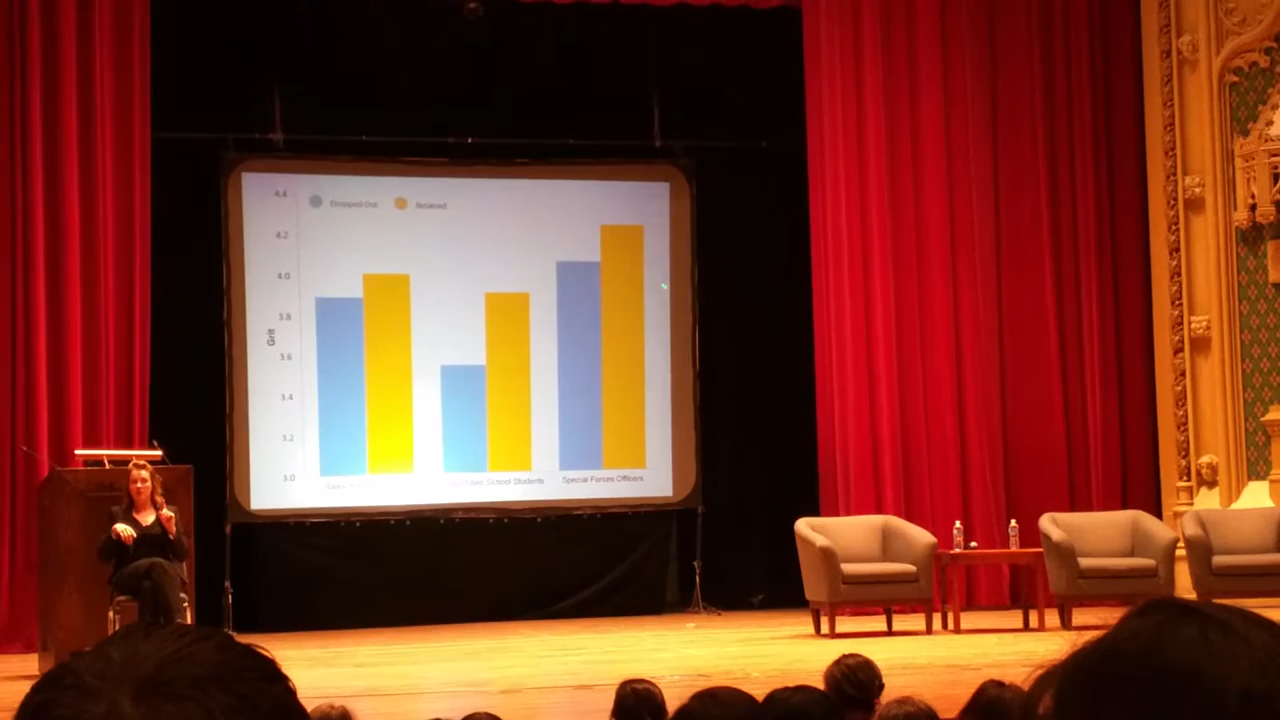 4.4
Dropped Out
Retained
4.2
4.0
3.8
Grit
3.6
3.4
3.2
3.0
School Students
Special Forses Officers